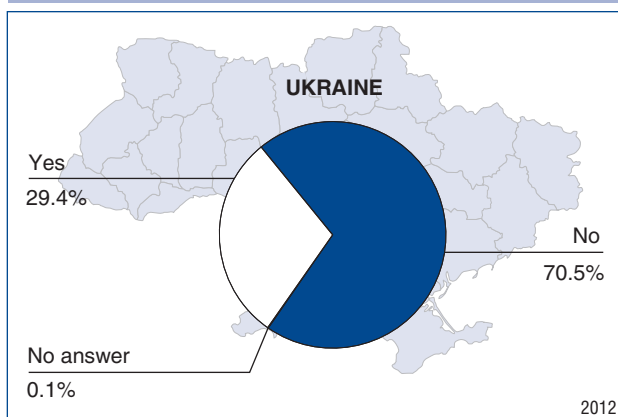 UKRAINE
Yes
29.4%
No
70.5%
No answer
0.1%
2012